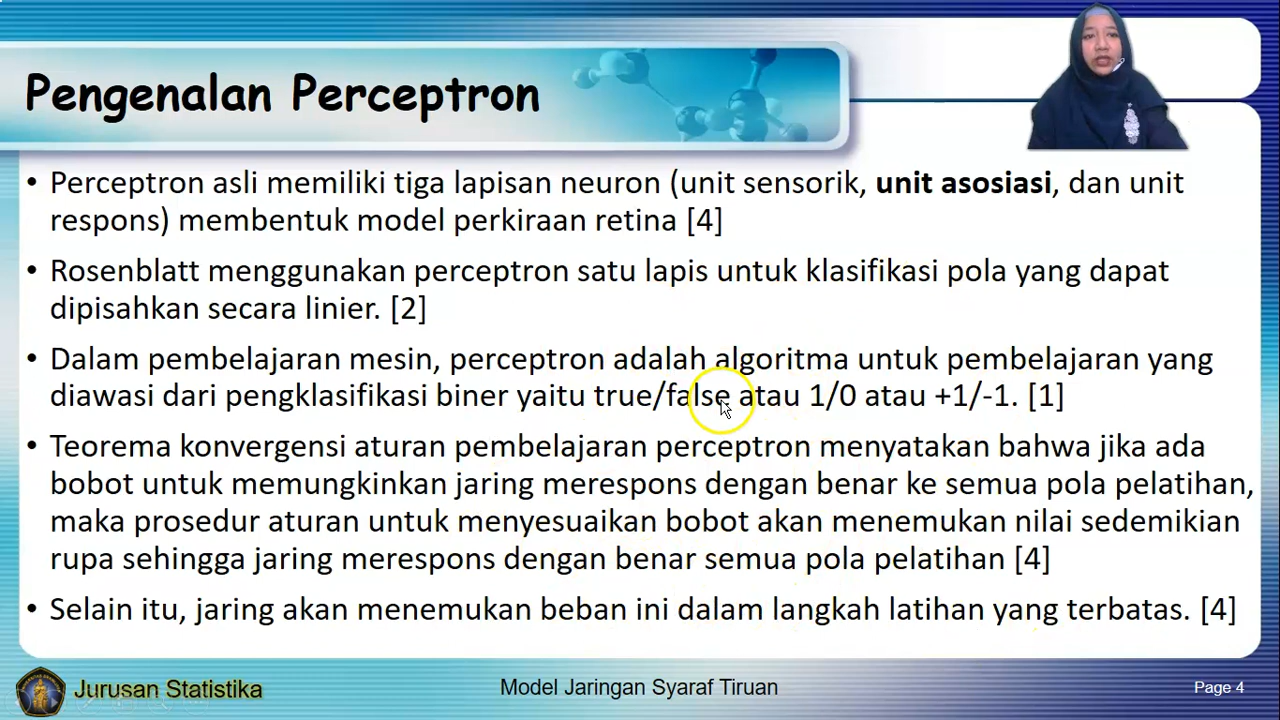 Pengenalan Perceptron
• Perceptron asli memiliki tiga lapisan neuron (unit sensorik, unit asosiasi, dan unit
respons) membentuk model perkiraan retina [4]
• Rosenblatt menggunakan perceptron satu lapis untuk klasifikasi pola yang dapat
dipisahkan secara linier. [2]
• Dalam pembelajaran mesin, perceptron adalah algoritma untuk pembelajaran yang
diawasi dari pengklasifikasi biner yaitu true/false atau 1/0 atau +1/-1. [1]
• Teorema konvergensi aturan pembelajaran perceptron menyatakan bahwa jika ada
bobot untuk memungkinkan jaring merespons dengan benar ke semua pola pelatihan,
maka prosedur aturan untuk menyesuaikan bobot akan menemukan nilai sedemikian
rupa sehingga jaring merespons dengan benar semua pola pelatihan [4]
• Selain itu, jaring akan menemukan beban ini dalam langkah latihan yang terbatas. [4]
Jurusan Statistika
Model Jaringan Syaraf Tiruan
Page 4